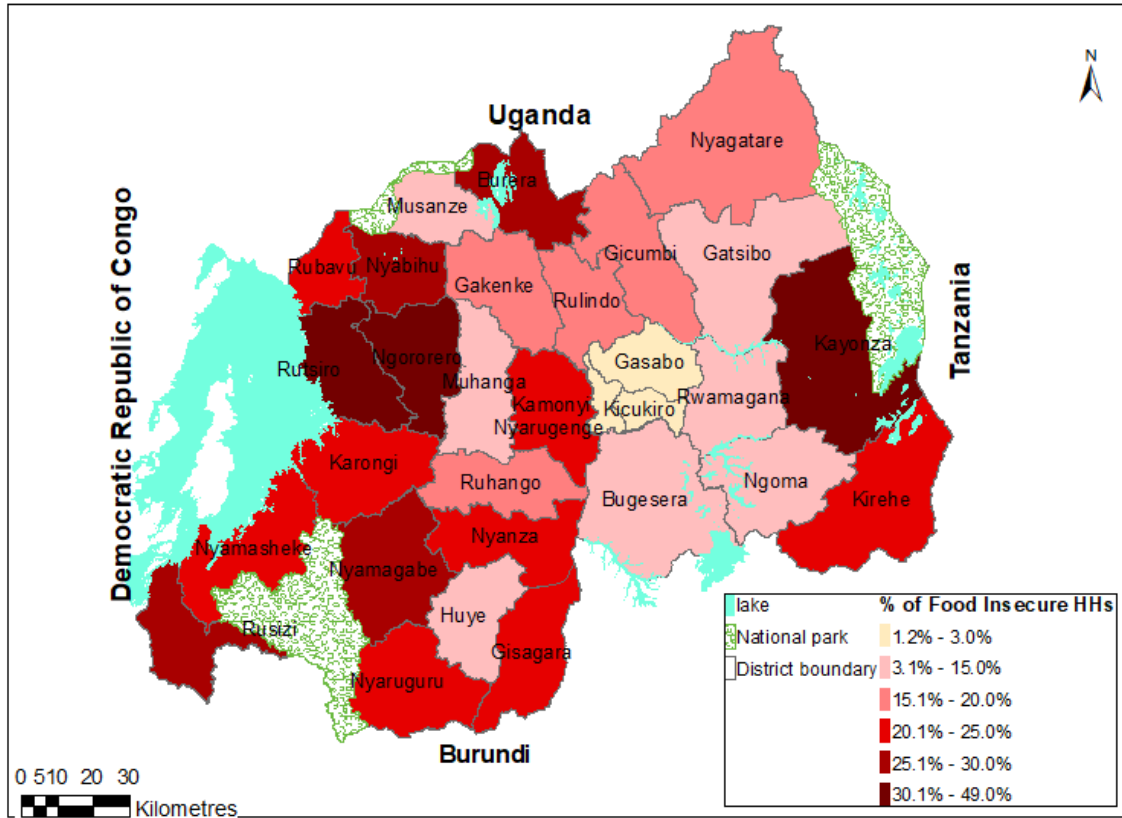 N
Uganda
Nyagatare
Burera
Musanze
Gicumbi
Gatsibo
Rubavu
Nyabihu
Gakenke
Rulindo
Democratic Republic of Congo
Tanzania
Rutsiro
Ngororero
Muhanga
Gasabo
Kayonza
Kamonyi
Kicukiro
Rwamagana
Nyarugenge
Karongi
Ruhango
Bugesera
Ngoma
Kirehe
Nyamasheke
Nyanza
Nyamagabe
Huye
Rusizi
Gisagara
Nyaruguru
Burundi
lake
National park
District boundary
% of Food Insecure HHs
1.2% - 3.0%
3.1% - 15.0%
15.1% - 20.0%
20.1% - 25.0%
25.1% - 30.0%
30.1% - 49.0%
0 510 20 30
Kilometres